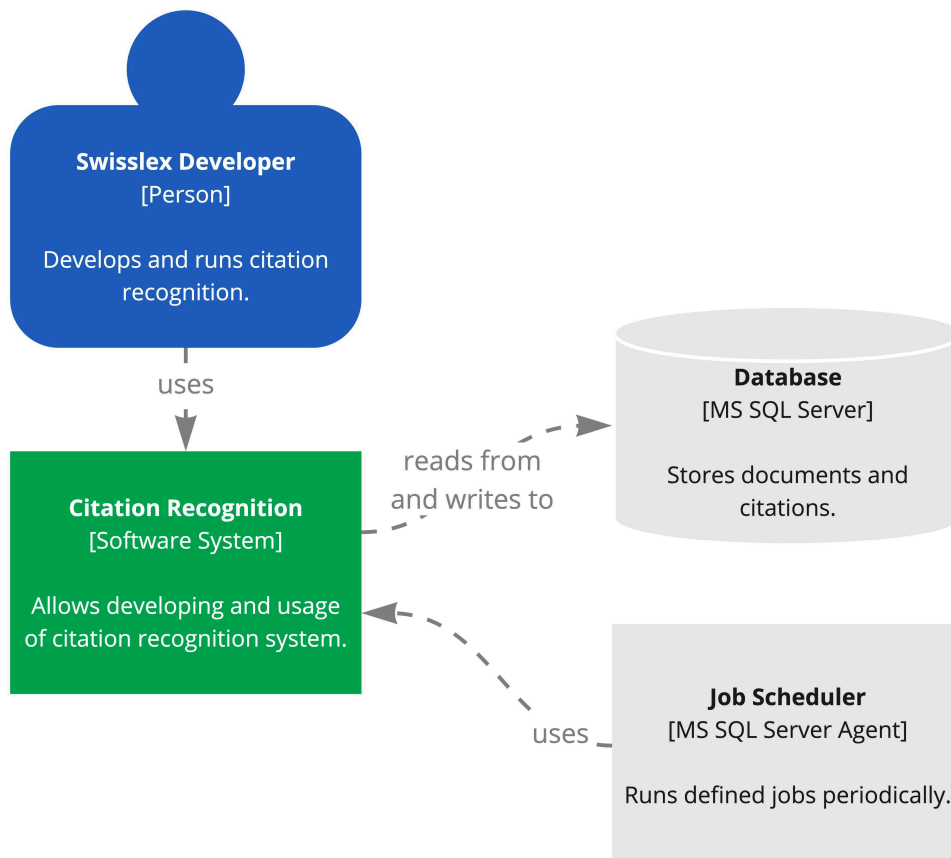 Swisslex Developer
[Person]
Develops and runs citation
recognition.
uses
Citation Recognition
[Software System]
Allows developing and usage
of citation recognition system.
reads from
and writes to
Database
[MS SQL Server]
Stores documents and
citations.
uses
Job Scheduler
[MS SQL Server Agent]
Runs defined jobs periodically.